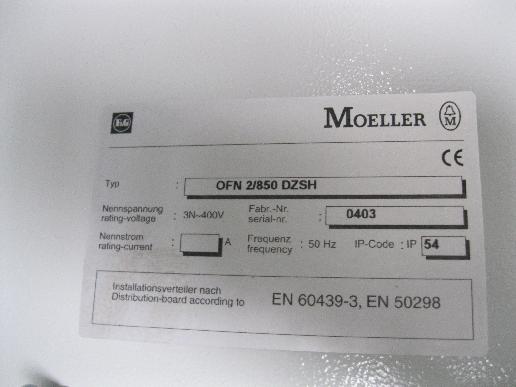 F&G MOELLER M
CE
Typ : OFN 2/850 DZSH
Nennspannung Fabr.-Nr.
rating-voltage : 3N~400V serial-nr. : 0403
Nennstrom Frequenz
rating-current : A frequency : 50 Hz IP-Code : IP 54
Installationsverteiler nach
Distribution-board according to EN 60439-3, EN 50298